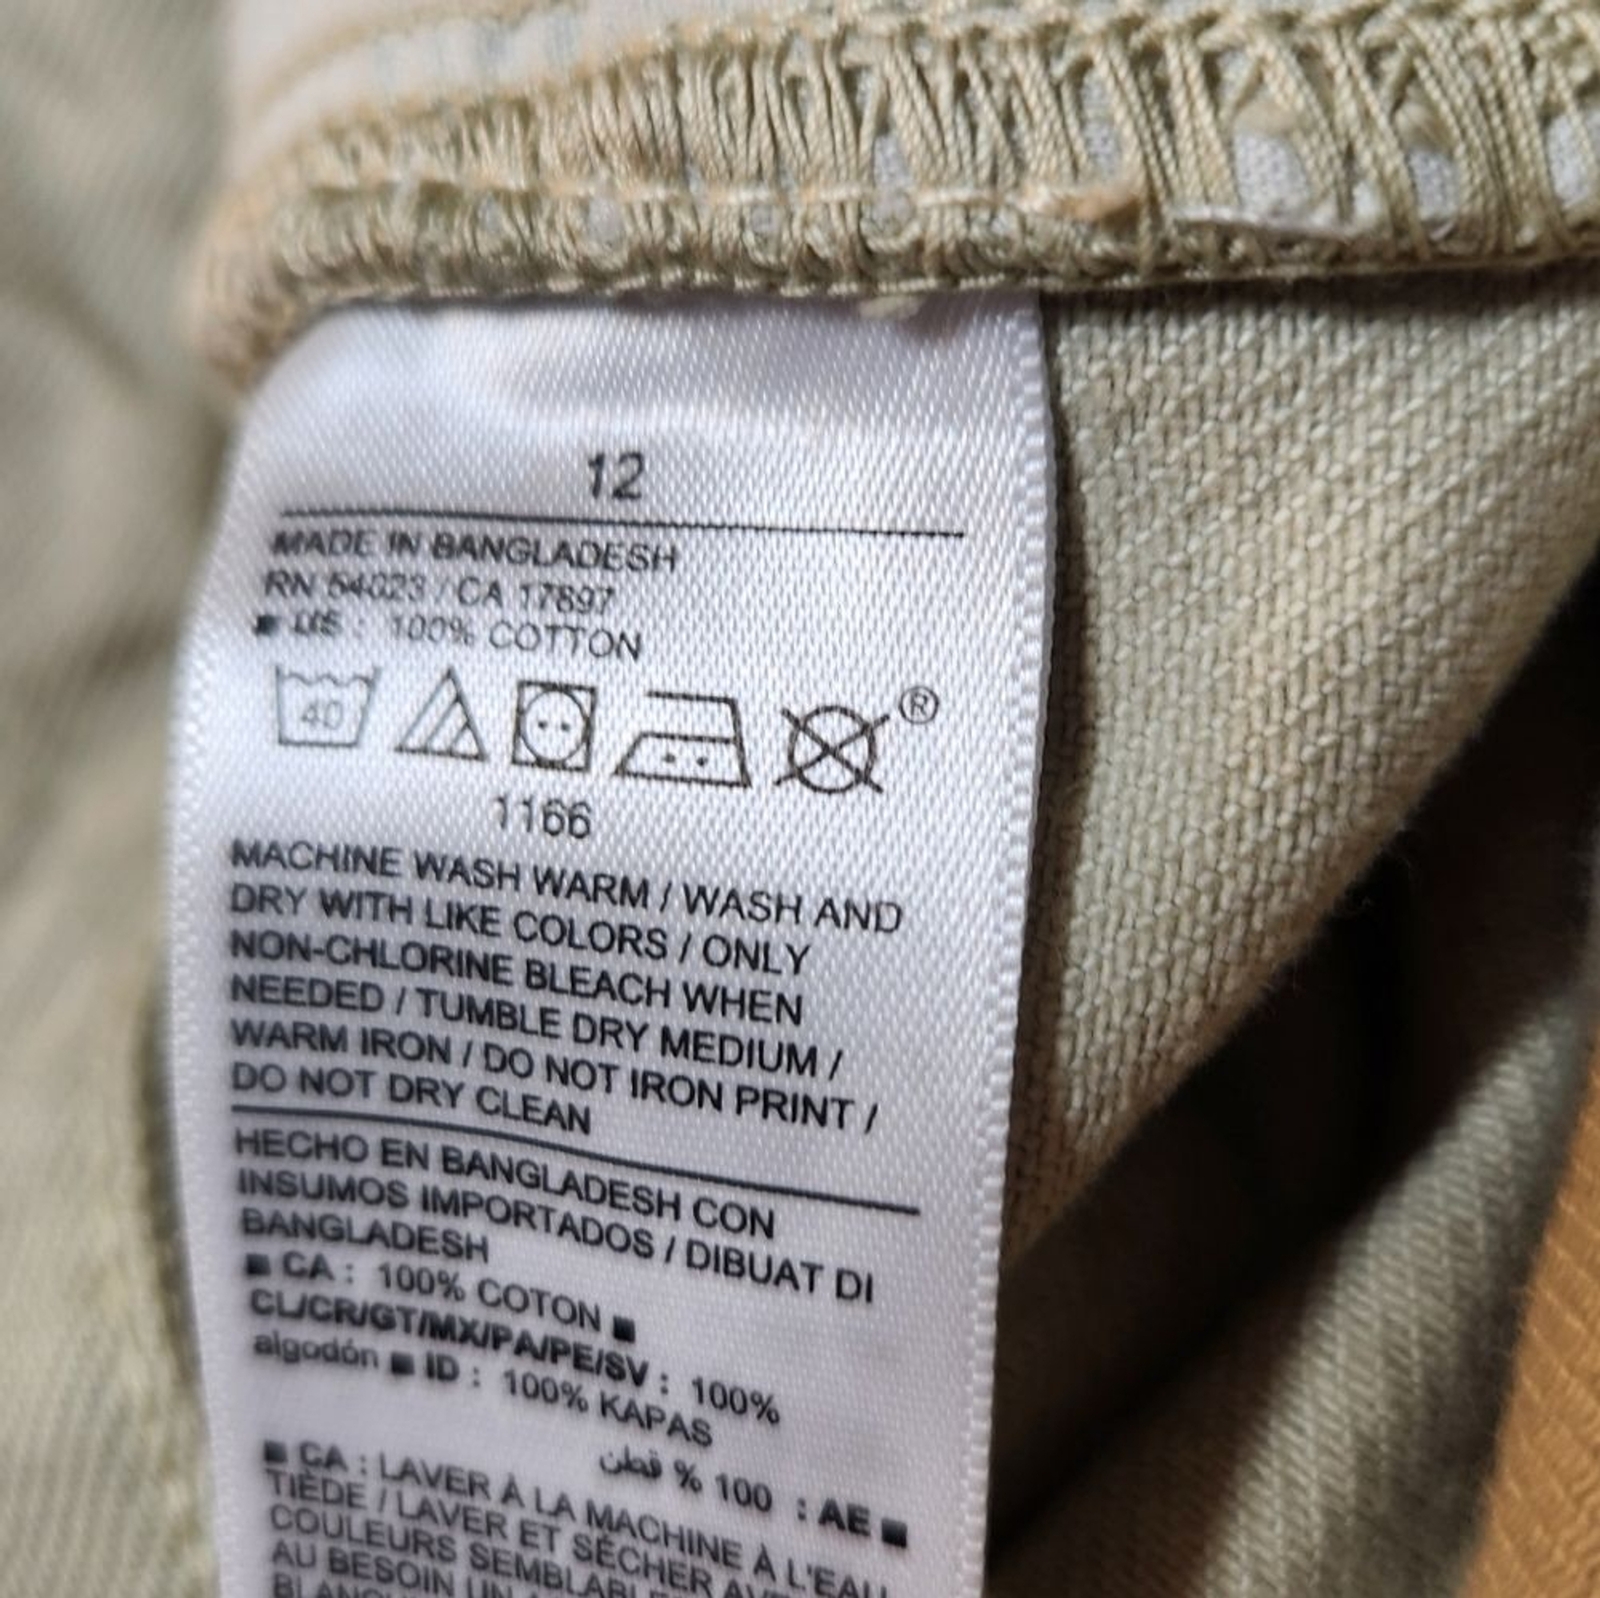 12
MADE IN BANGLADESH
RN 54023 / CA 17897
■ US : 100% COTTON
40
®
1166
MACHINE WASH WARM / WASH AND
DRY WITH LIKE COLORS / ONLY
NON-CHLORINE BLEACH WHEN
NEEDED / TUMBLE DRY MEDIUM /
WARM IRON / DO NOT IRON PRINT /
DO NOT DRY CLEAN
HECHO EN BANGLADESH CON
INSUMOS IMPORTADOS / DIBUAT DI
BANGLADESH
■ CA : 100% COTON ■
CL/CR/GT/MX/PA/PE/SV : 100%
algodón ■ ID : 100% KAPAS
■ AE : 100 % قطن
■ CA : LAVER À LA MACHINE À L'EAU
TIÈDE / LAVER ET SÉCHER AVEC
COULEURS SEMBLABLE
AU BESOIN UN